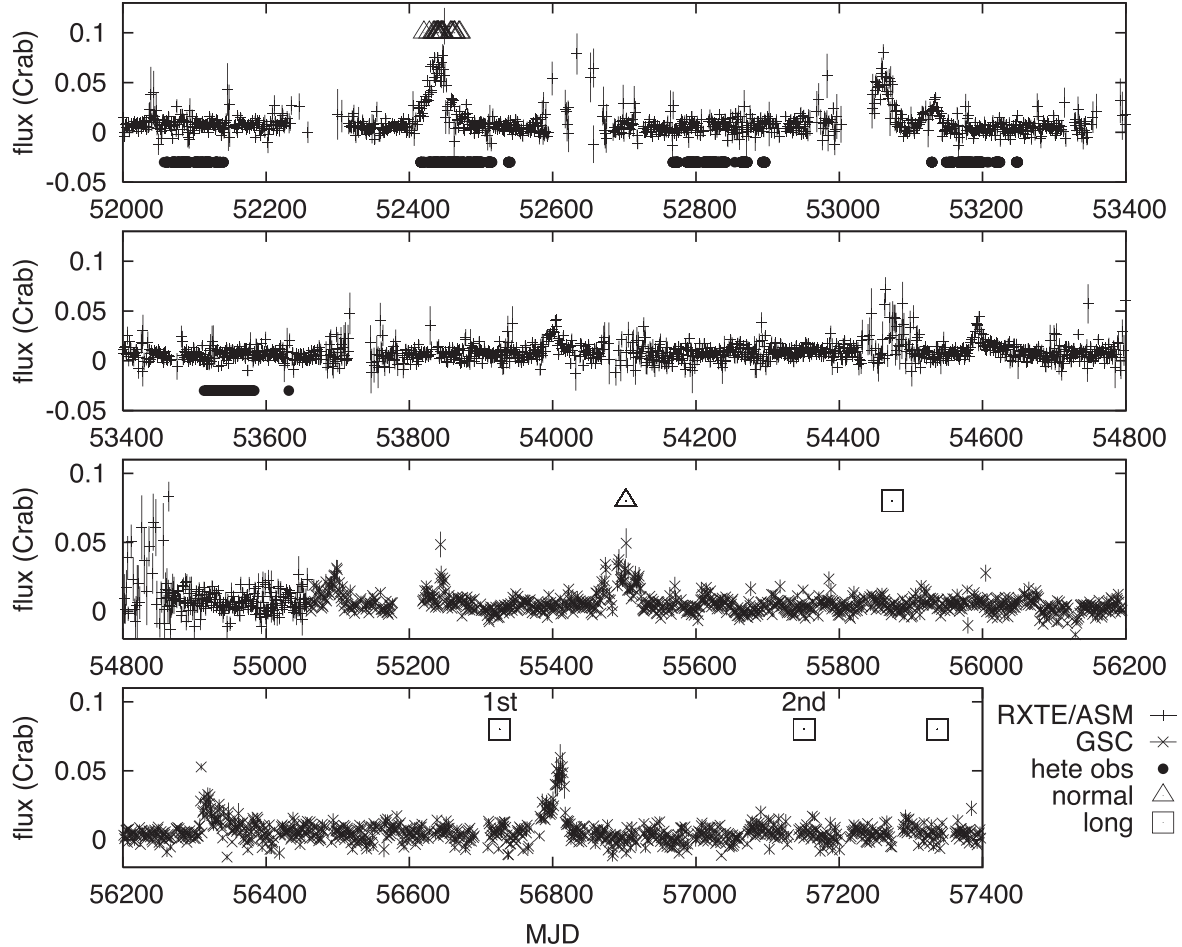 flux (Crab)
0.1
0.05
0
-0.05
52000 52200 52400 52600 52800 53000 53200 53400
flux (Crab)
0.1
0.05
0
-0.05
53400 53600 53800 54000 54200 54400 54600 54800
flux (Crab)
0.1
0.05
0
54800 55000 55200 55400 55600 55800 56000 56200
flux (Crab)
0.1
0.05
0
1st 2nd
56200 56400 56600 56800 57000 57200 57400
MJD
RXTE/ASM
GSC
hete obs
normal
long